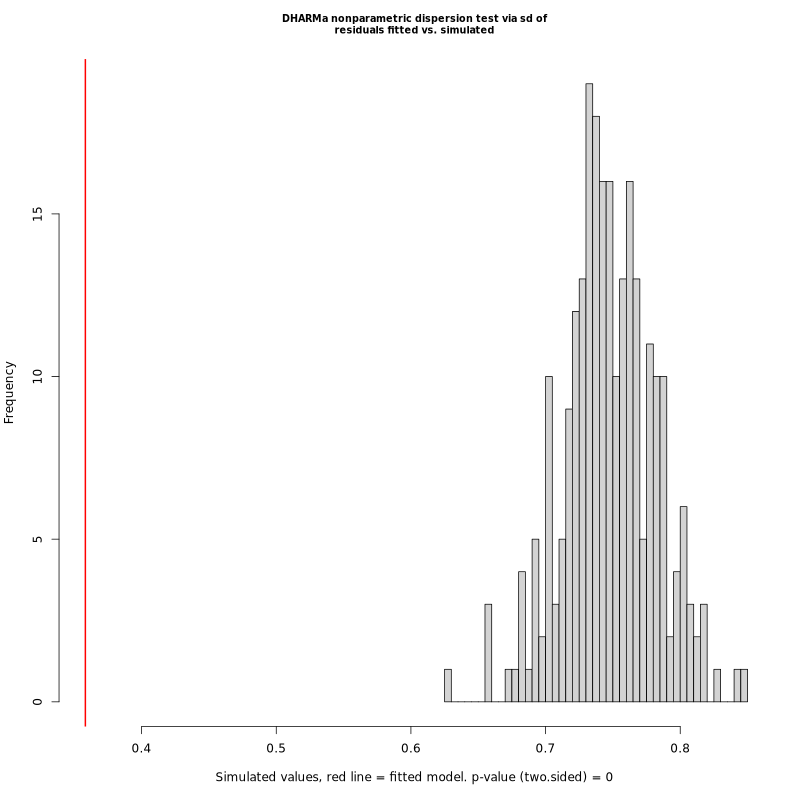 DHARMa nonparametric dispersion test via sd of
residuals fitted vs. simulated
Frequency
15
10
5
0
0.4 0.5 0.6 0.7 0.8
Simulated values, red line = fitted model. p-value (two.sided) = 0